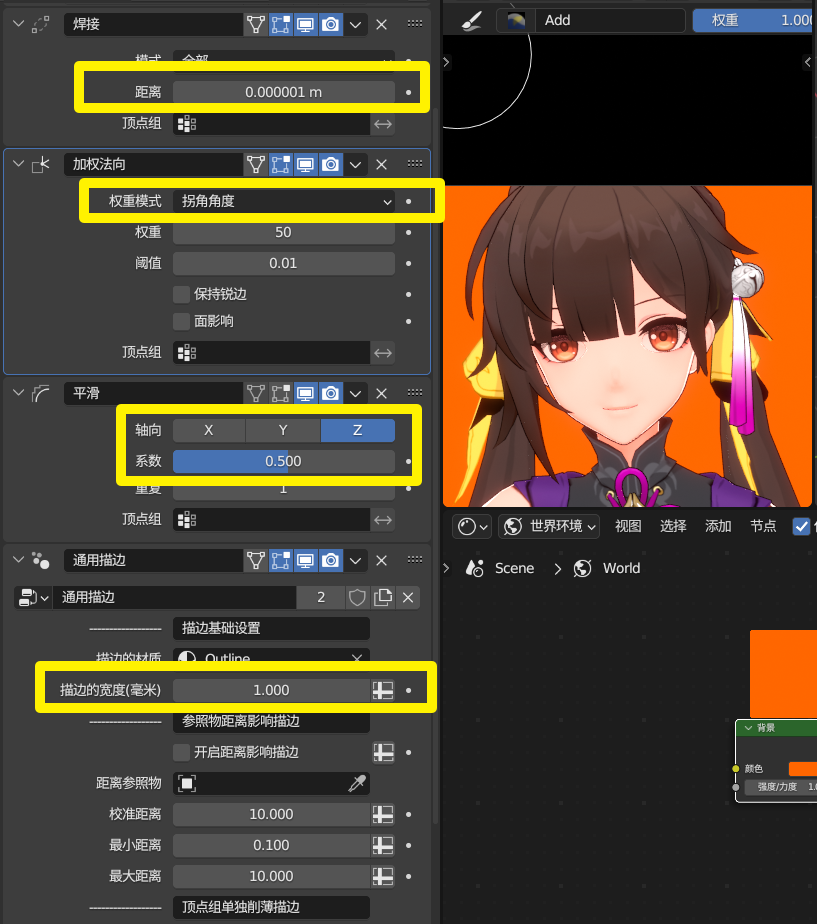 焊接
模式 全部
距离 0.000001 m
顶点组
加权法向
权重模式 拐角角度
权重 50
阈值 0.01
保持锐边
面影响
顶点组
平滑
轴向 X Y Z
系数 0.500
重复 1
顶点组
通用描边
通用描边 2
------------------ 描边基础设置
描边的材质 Outline
描边的宽度(毫米) 1.000
------------------ 参照物距离影响描边
开启距离影响描边
距离参照物
校准距离 10.000
最小距离 0.100
最大距离 10.000
------------------ 顶点组单独削薄描边
Add 权重 1.000
世界环境 视图 选择 添加 节点
Scene World
背景
颜色
强度/力度 1.0